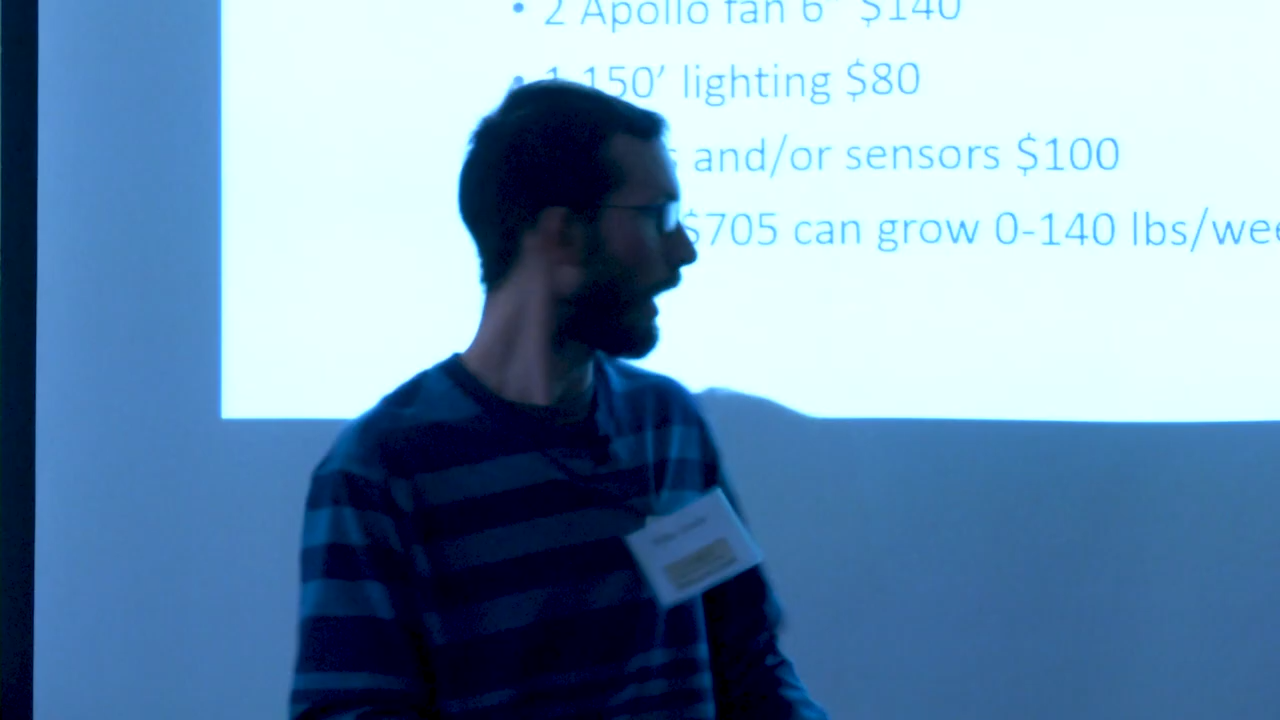 • 2 Apollo fan 6" $140
• 1 150' lighting $80
and/or sensors $100
$705 can grow 0-140 lbs/wee